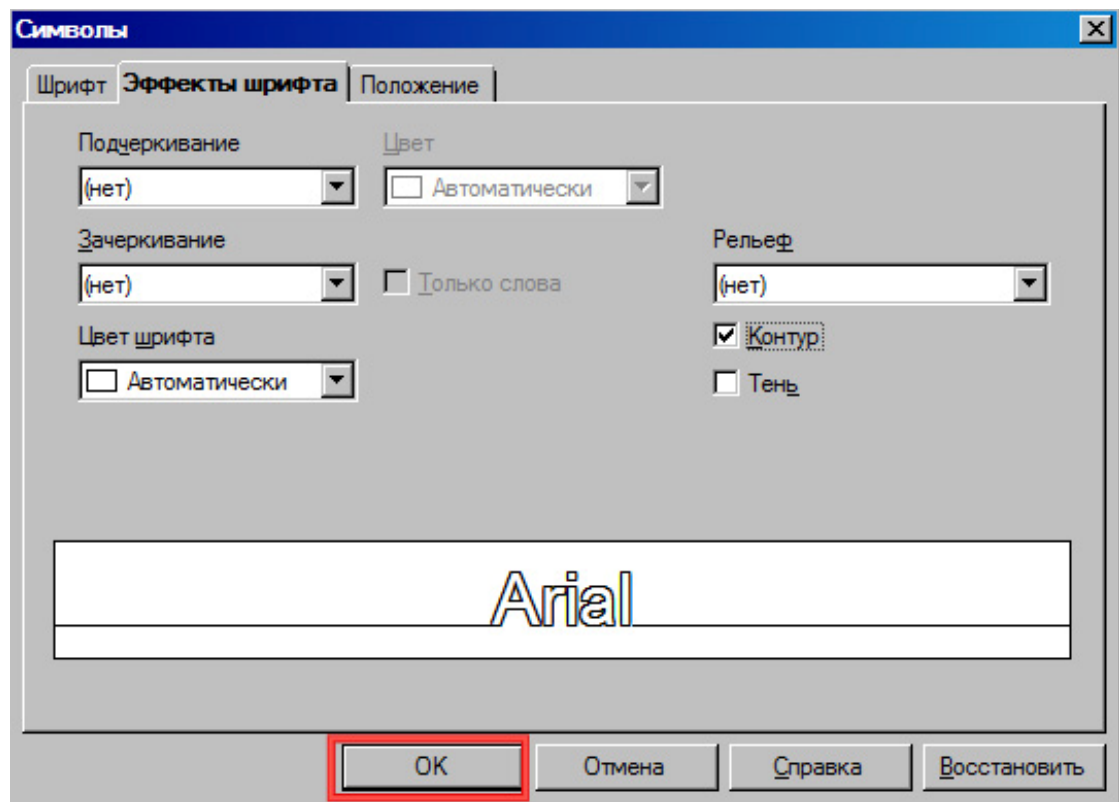 Символы
Шрифт Эффекты шрифта Положение
Подчеркивание Цвет
(нет) Автоматически
Зачеркивание Рельеф
(нет) Только слова (нет)
Цвет шрифта Контур
Автоматически Тень
Arial
OK Отмена Справка Восстановить